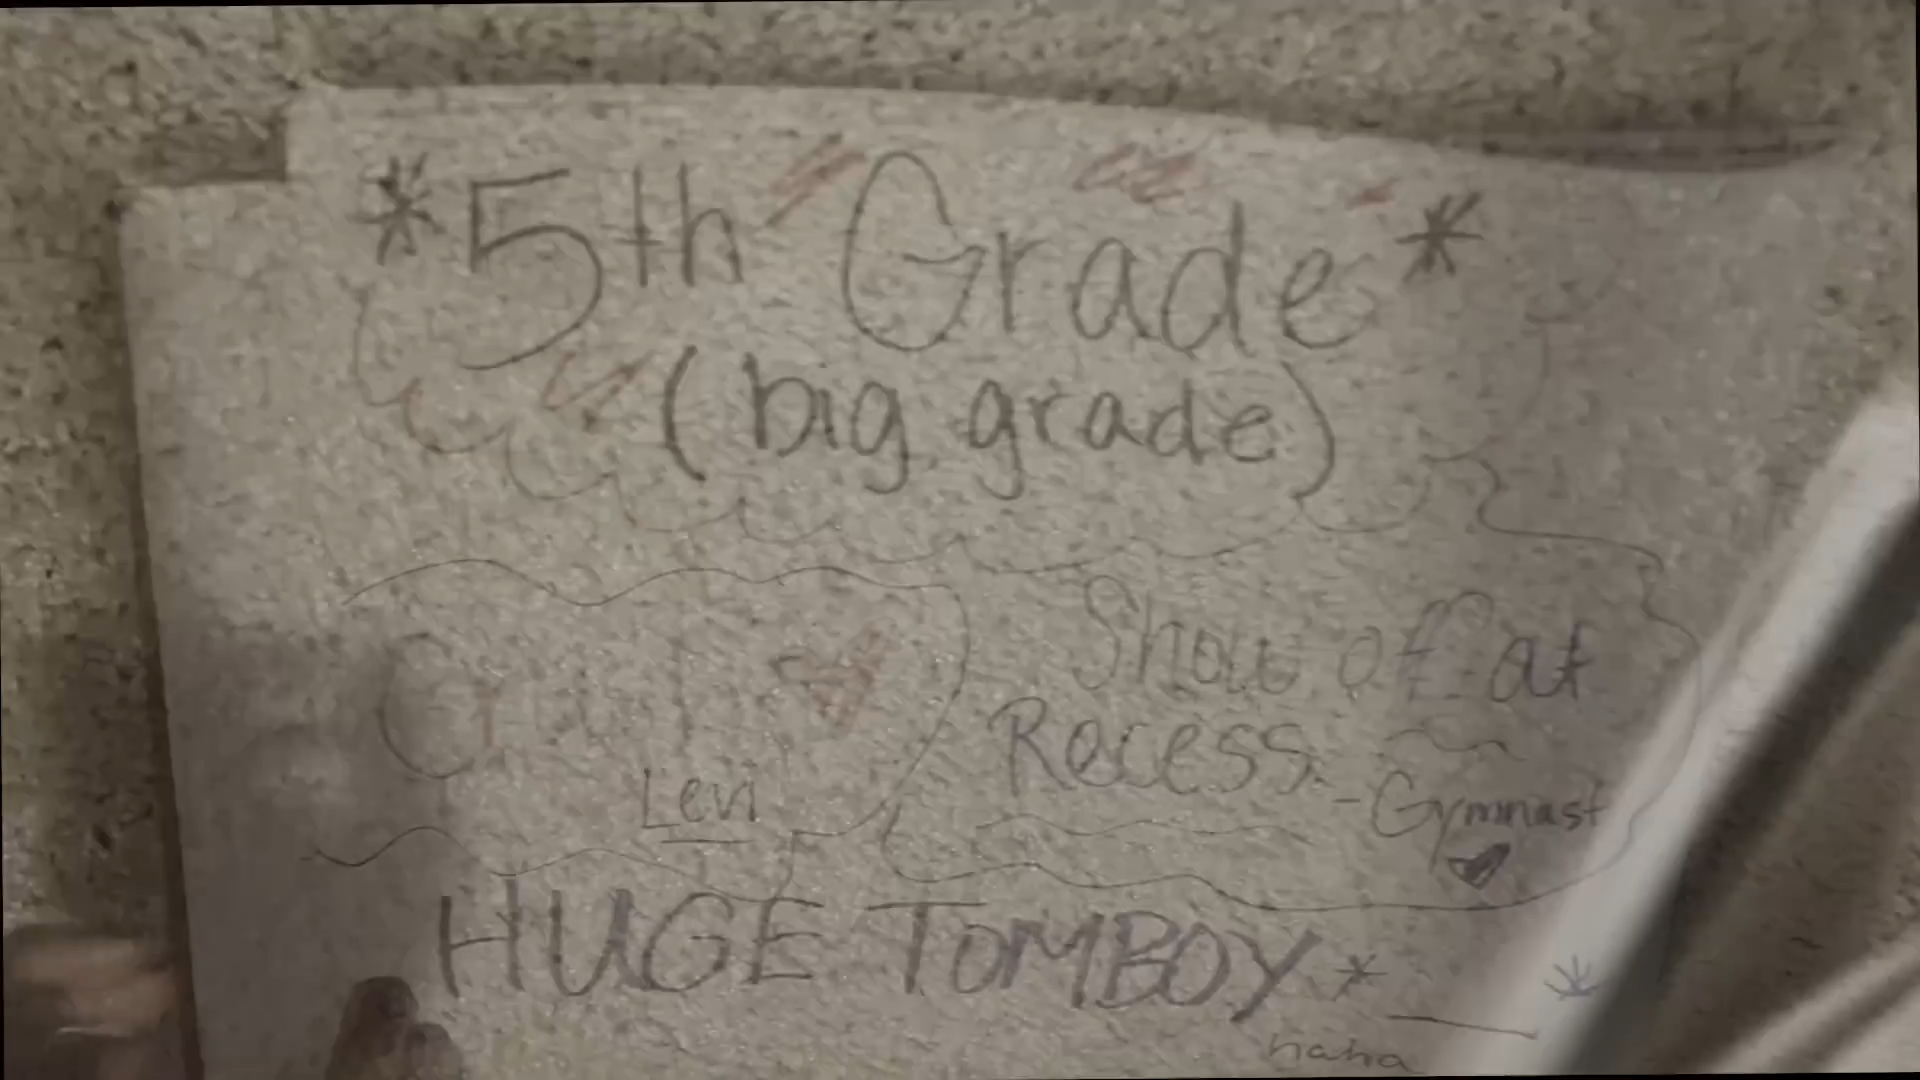 *5th Grade*
(big grade)
Show off at
Recess
Levi
-Gymnast
HUGE TOMBOY*
haha